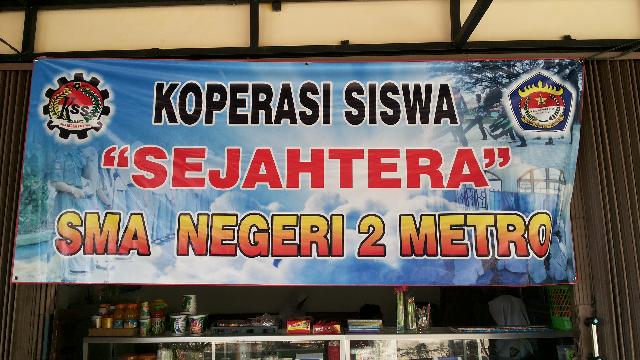 KOPERASI SISWA
"SEJAHTERA"
SMA NEGERI 2 METRO